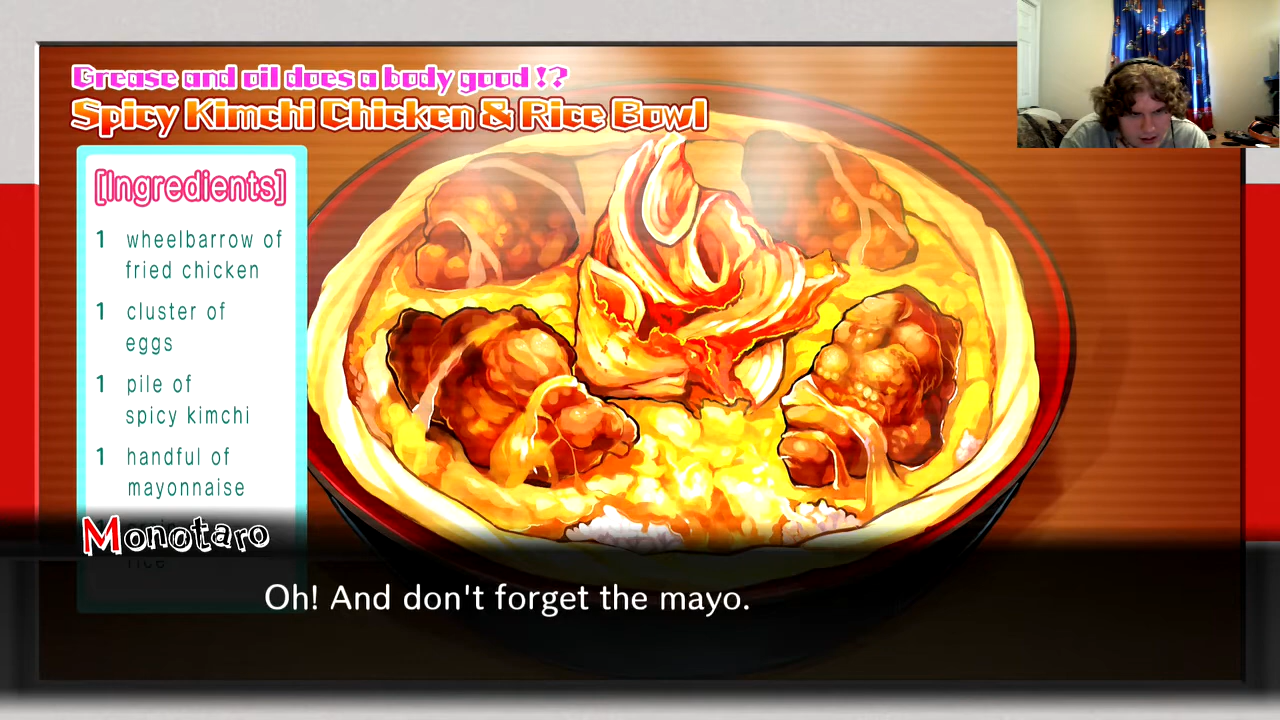 Grease and oil does a body good !?
Spicy Kimchi Chicken & Rice Bowl
[Ingredients]
1 wheelbarrow of
fried chicken
1 cluster of
eggs
1 pile of
spicy kimchi
1 handful of
mayonnaise
Monotaro
rice
Oh! And don't forget the mayo.